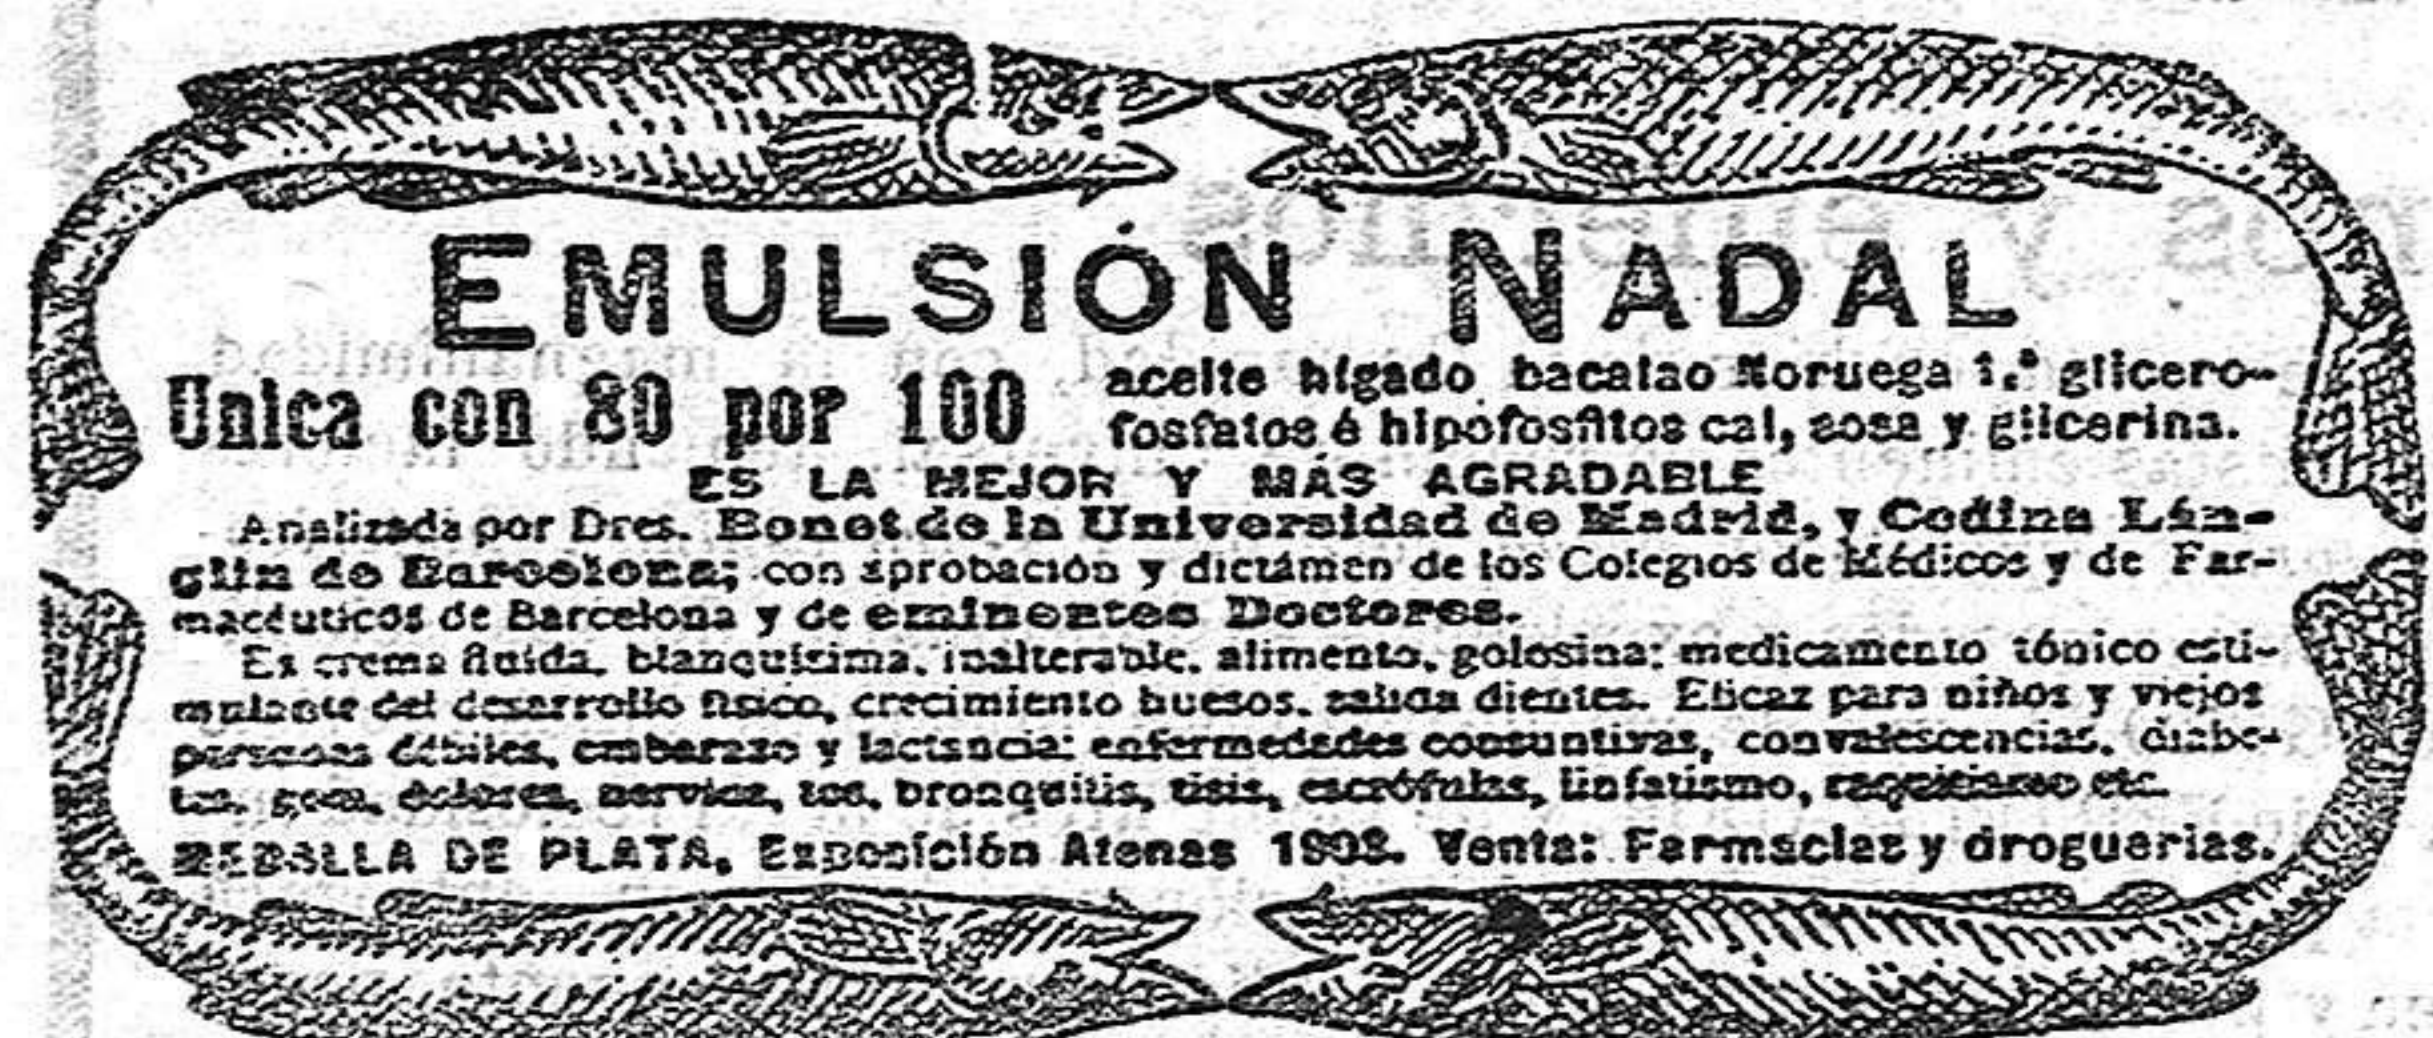 EMULSIÓN NADAL
Unica con 80 por 100 aceite hígado bacalao Noruega 1.ª glicero-
fosfatos é hipofosfitos cal, sosa y glicerina.
ES LA MEJOR Y MÁS AGRADABLE
Analizada por Dres. Bonet de la Universidad de Madrid, y Codina Län-
glin de Barcelona; con aprobación y dictámen de los Colegios de Médicos y de Far-
macéuticos de Barcelona y de eminentes Doctores.
Es crema fluida, blanquísima, inalterable, alimento, golosina: medicamento tónico esti-
mulante del desarrollo físico, crecimiento huesos, salida dientes. Eficaz para niños y viejos
personas débiles, embarazo y lactancia: enfermedades consuntivas, convalescencias, diabe-
tes, gota, dolores, nervios, tos, bronquitis, tisis, escrófulas, linfatismo, raquitismo etc.
MEDALLA DE PLATA, Exposición Atenas Venta: Farmacias y droguerias.